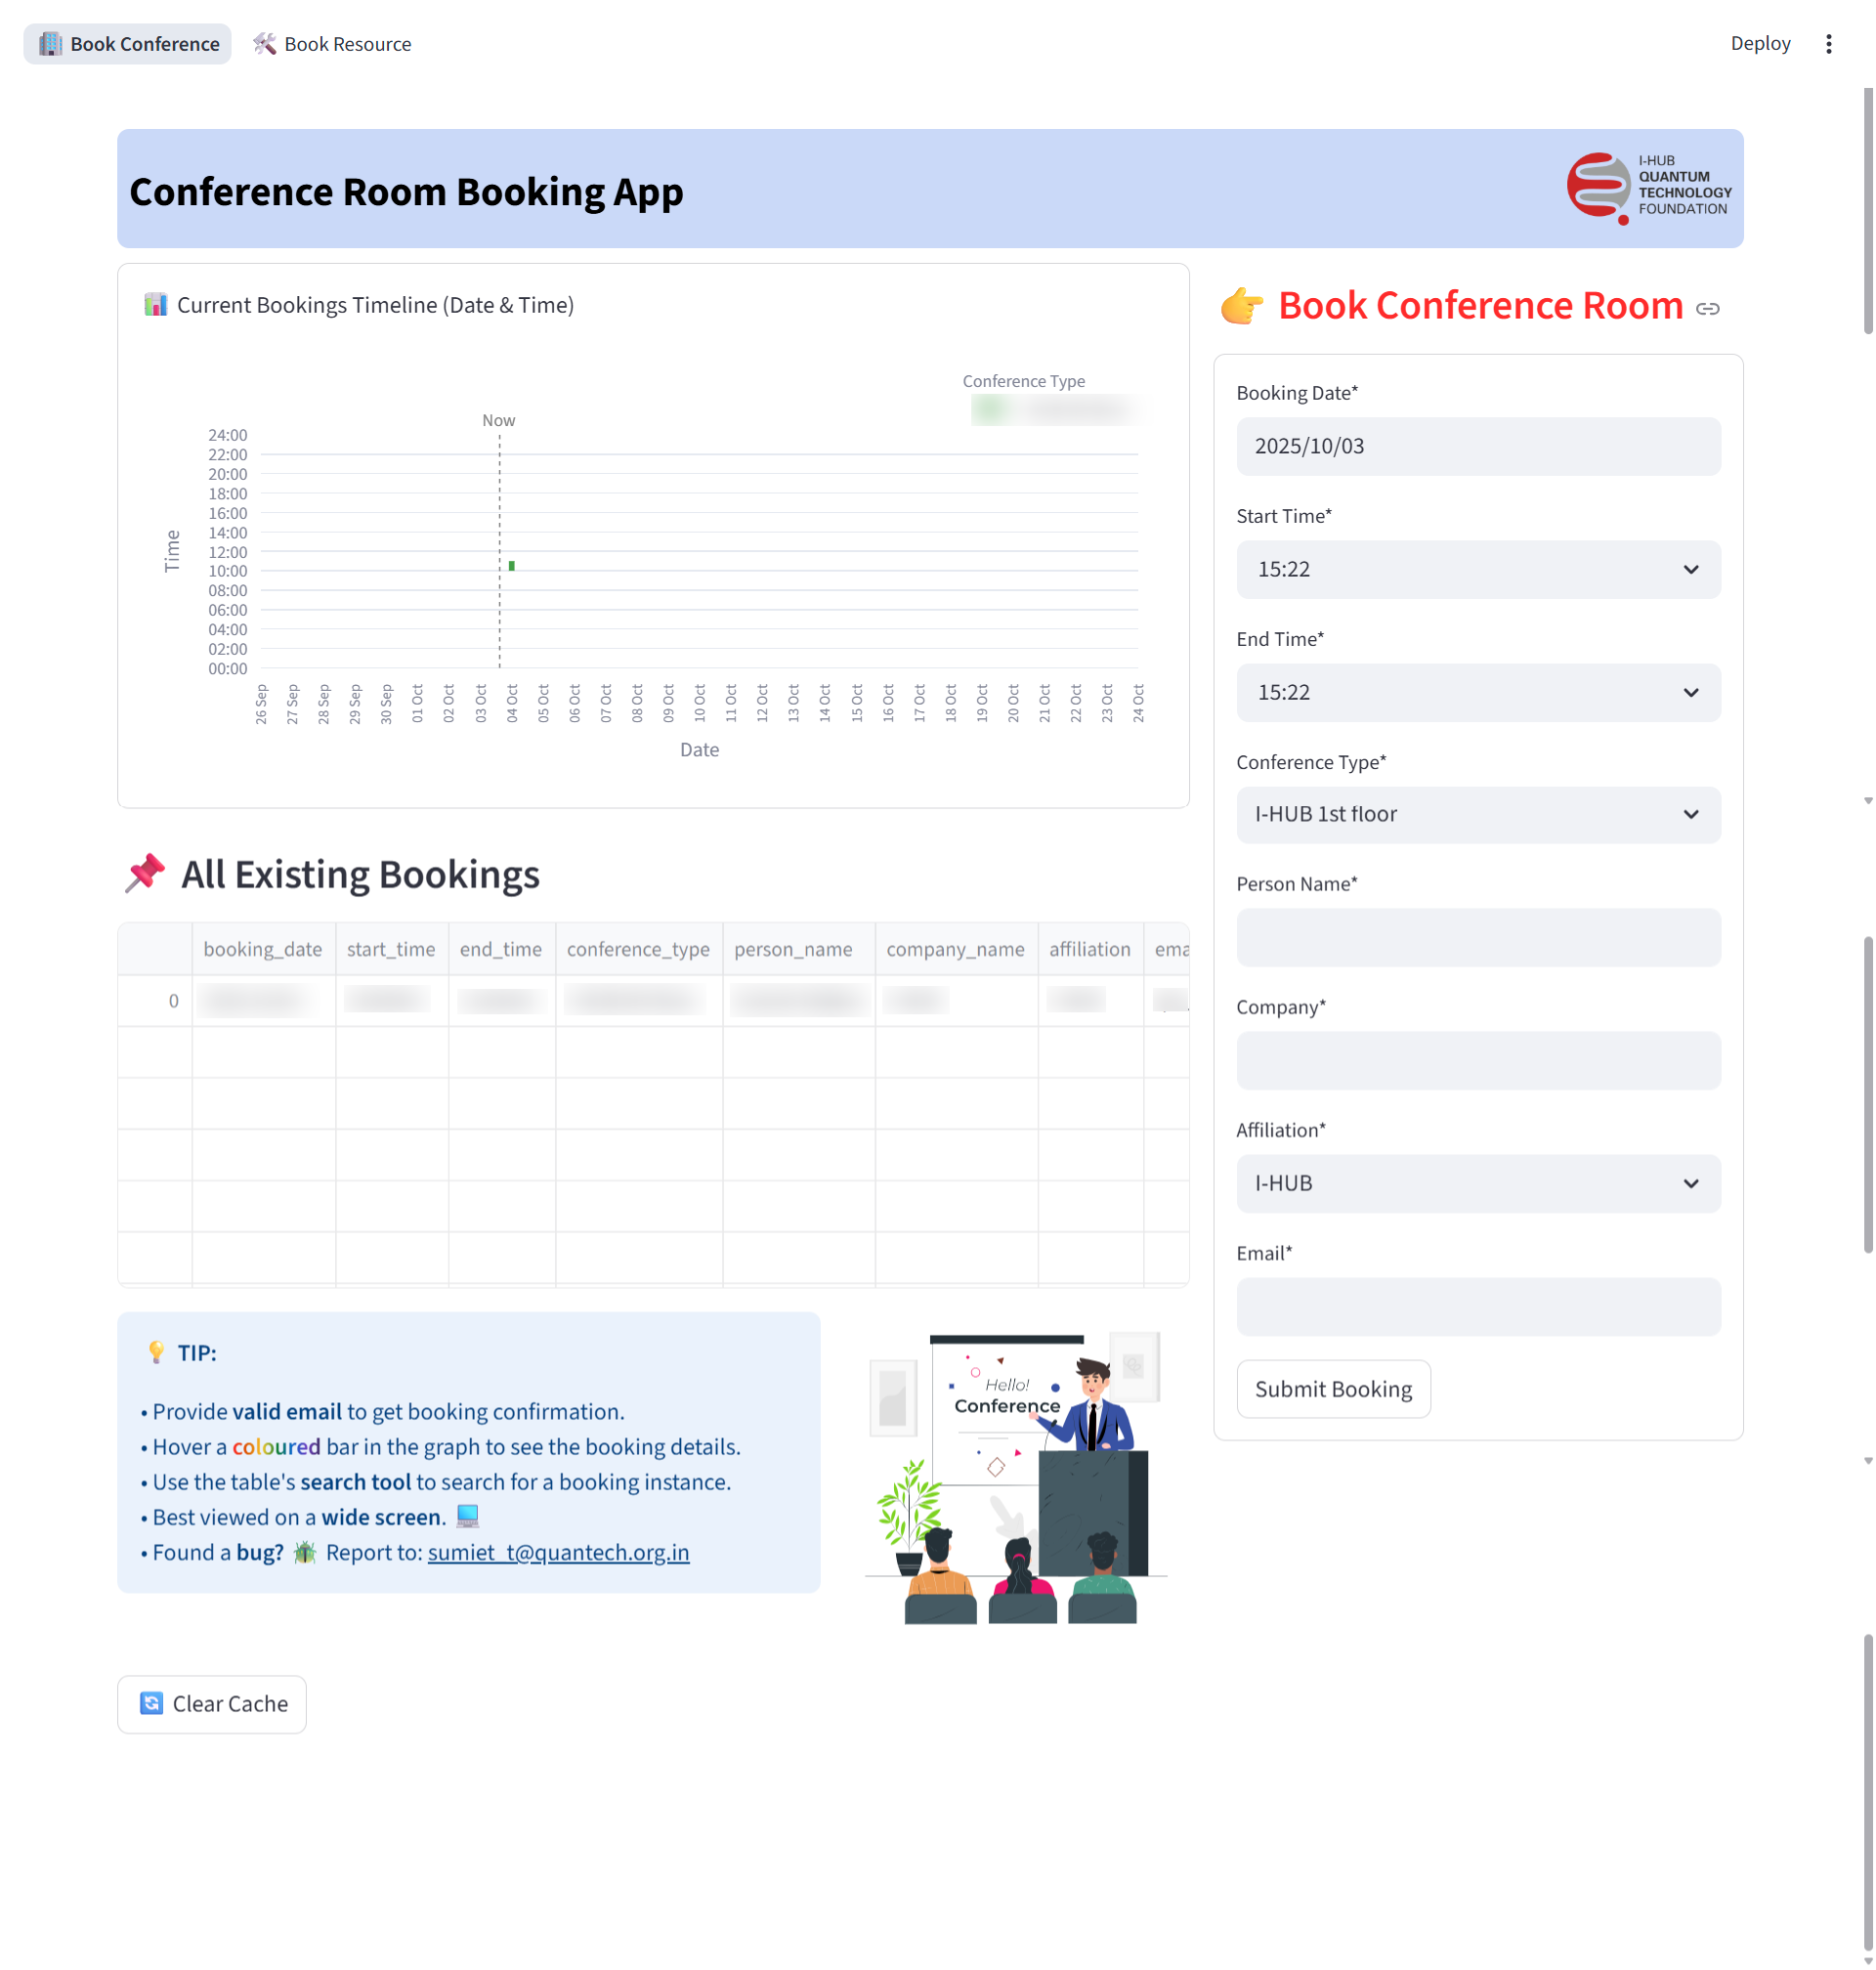 Book Conference
Book Resource
Deploy
Conference Room Booking App
I-HUB
QUANTUM
TECHNOLOGY
FOUNDATION
Current Bookings Timeline (Date & Time)
Conference Type
Now
24:00
22:00
20:00
18:00
16:00
14:00
12:00
10:00
08:00
06:00
04:00
02:00
00:00
Time
26 Sep
27 Sep
28 Sep
29 Sep
30 Sep
01 Oct
02 Oct
03 Oct
04 Oct
05 Oct
06 Oct
07 Oct
08 Oct
09 Oct
10 Oct
11 Oct
12 Oct
13 Oct
14 Oct
15 Oct
16 Oct
17 Oct
18 Oct
19 Oct
20 Oct
21 Oct
22 Oct
23 Oct
24 Oct
Date
All Existing Bookings
booking_date start_time end_time conference_type person_name company_name affiliation ema
0
TIP:
• Provide valid email to get booking confirmation.
• Hover a coloured bar in the graph to see the booking details.
• Use the table's search tool to search for a booking instance.
• Best viewed on a wide screen.
• Found a bug? Report to: sumiet_t@quantech.org.in
Hello!
Conference
Clear Cache
Book Conference Room
Booking Date*
2025/10/03
Start Time*
15:22
End Time*
15:22
Conference Type*
I-HUB 1st floor
Person Name*
Company*
Affiliation*
I-HUB
Email*
Submit Booking